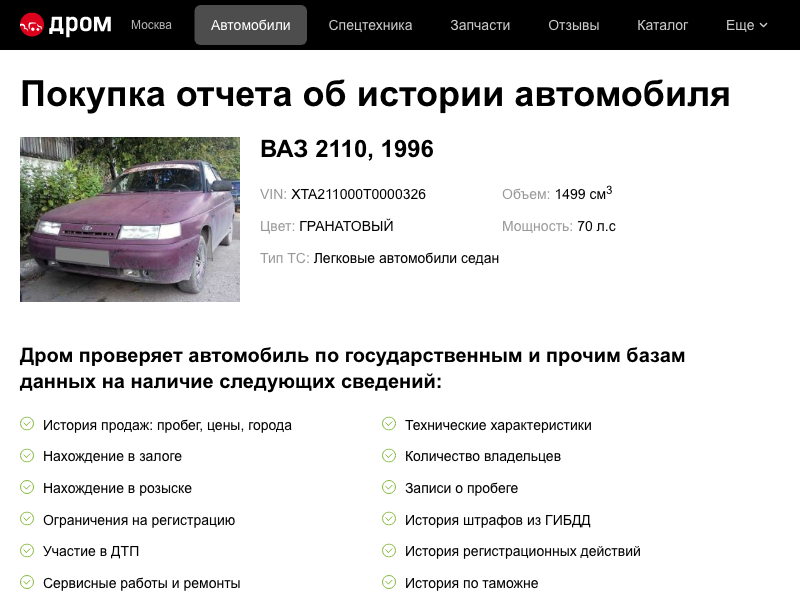 дром Москва Автомобили Спецтехника Запчасти Отзывы Каталог Еще
Покупка отчета об истории автомобиля
ВАЗ 2110, 1996
VIN: XTA211000T0000326 Объем: 1499 см³
Цвет: ГРАНАТОВЫЙ Мощность: 70 л.с
Тип ТС: Легковые автомобили седан
Дром проверяет автомобиль по государственным и прочим базам
данных на наличие следующих сведений:
История продаж: пробег, цены, города Технические характеристики
Нахождение в залоге Количество владельцев
Нахождение в розыске Записи о пробеге
Ограничения на регистрацию История штрафов из ГИБДД
Участие в ДТП История регистрационных действий
Сервисные работы и ремонты История по таможне